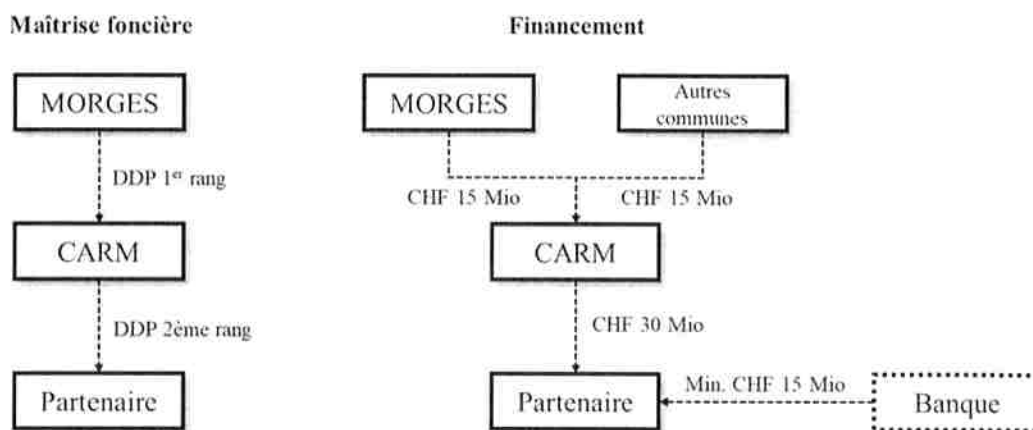 Maîtrise foncière
MORGES
DDP 1er rang
CARM
DDP 2ème rang
Partenaire
Financement
MORGES
Autres
communes
CHF 15 Mio
CHF 15 Mio
CARM
CHF 30 Mio
Partenaire
Min. CHF 15 Mio
Banque